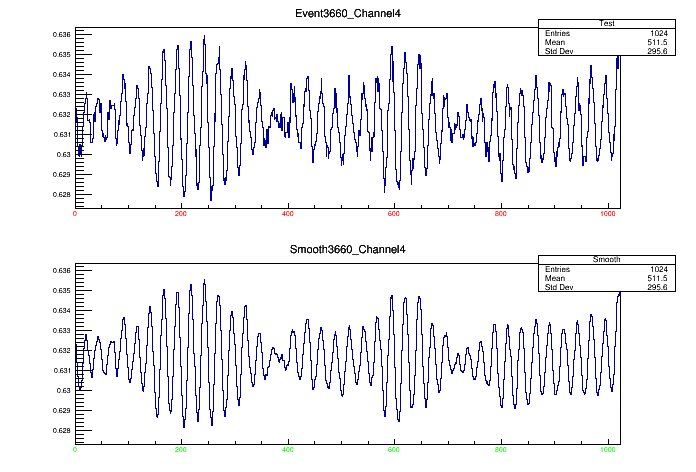 Event3660_Channel4
Test
Entries 1024
Mean 511.5
Std Dev 295.6
0.636
0.635
0.634
0.633
0.632
0.631
0.63
0.629
0.628
0 200 400 600 800 1000
Smooth3660_Channel4
Smooth
Entries 1024
Mean 511.5
Std Dev 295.6
0.636
0.635
0.634
0.633
0.632
0.631
0.63
0.629
0.628
0 200 400 600 800 1000